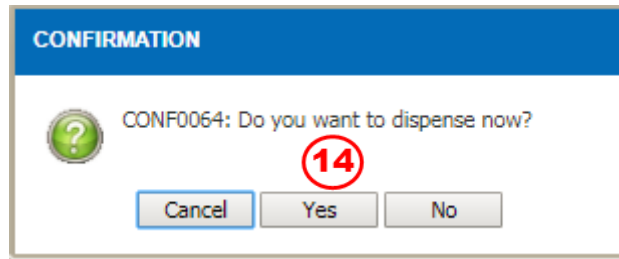 CONFIRMATION
CONF0064: Do you want to dispense now?
14
Cancel Yes No